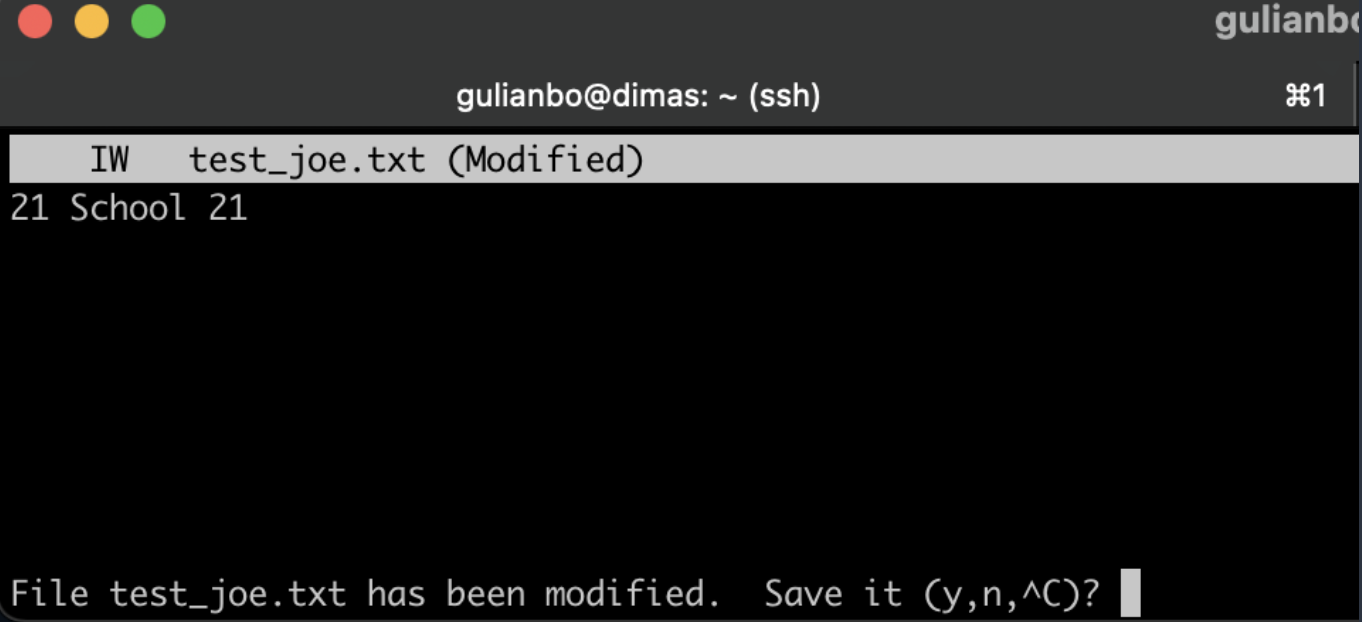 gulianbo
gulianbo@dimas: ~ (ssh) ⌘1
IW test_joe.txt (Modified)
21 School 21
File test_joe.txt has been modified. Save it (y,n,^C)?